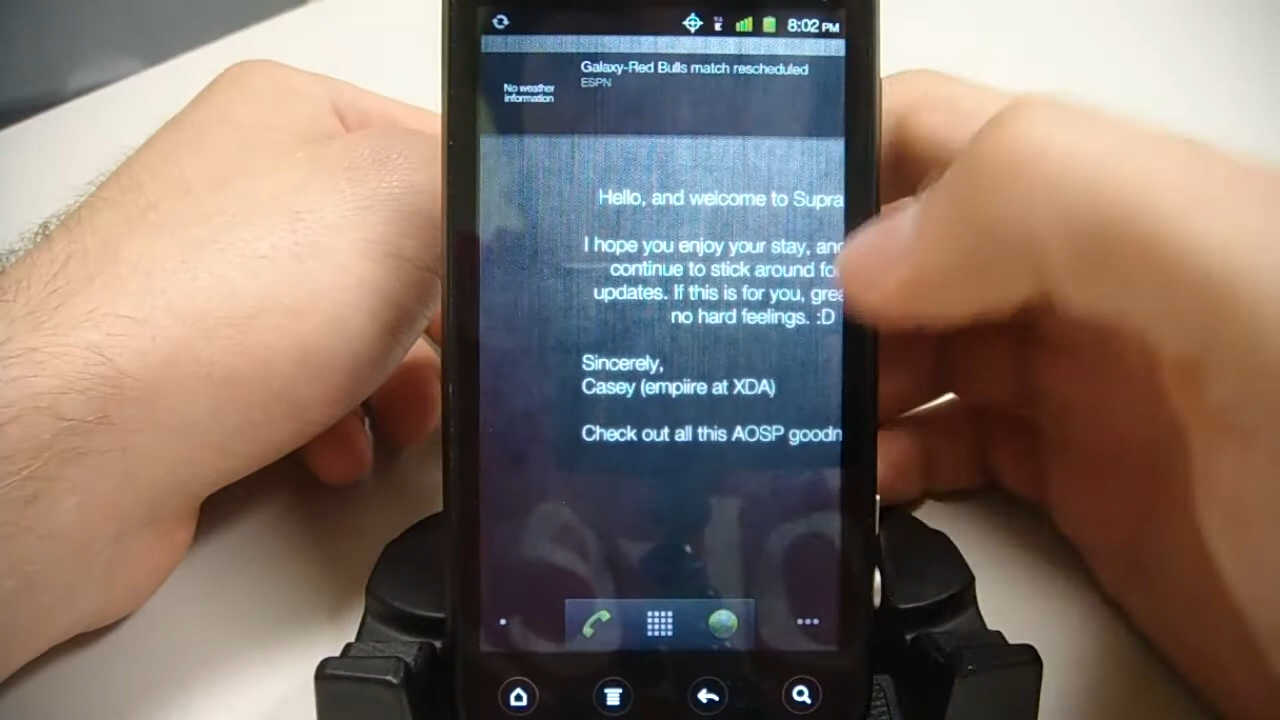 8:02 PM
Galaxy-Red Bulls match rescheduled
ESPN
No weather
information
Hello, and welcome to Supra
I hope you enjoy your stay, and
continue to stick around fo
updates. If this is for you, grea
no hard feelings. :D
Sincerely,
Casey (empiire at XDA)
Check out all this AOSP goodn